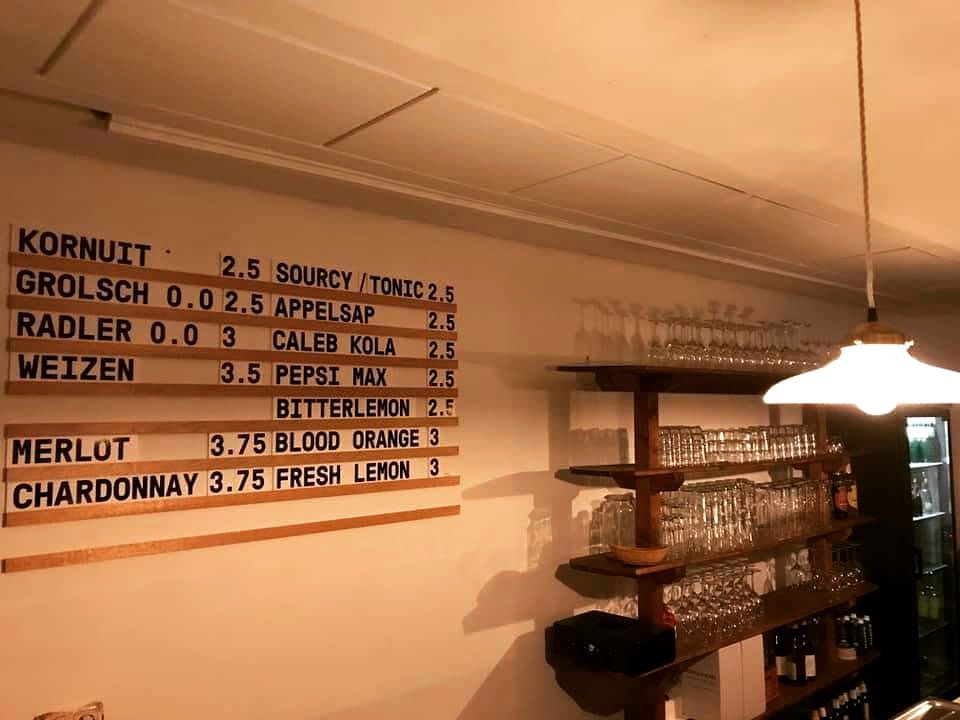 KORNUIT 2.5
GROLSCH 0.0 2.5
RADLER 0.0 3
WEIZEN 3.5
MERLOT 3.75
CHARDONNAY 3.75
SOURCY/TONIC 2.5
APPELSAP 2.5
CALEB KOLA 2.5
PEPSI MAX 2.5
BITTERLEMON 2.5
BLOOD ORANGE 3
FRESH LEMON 3